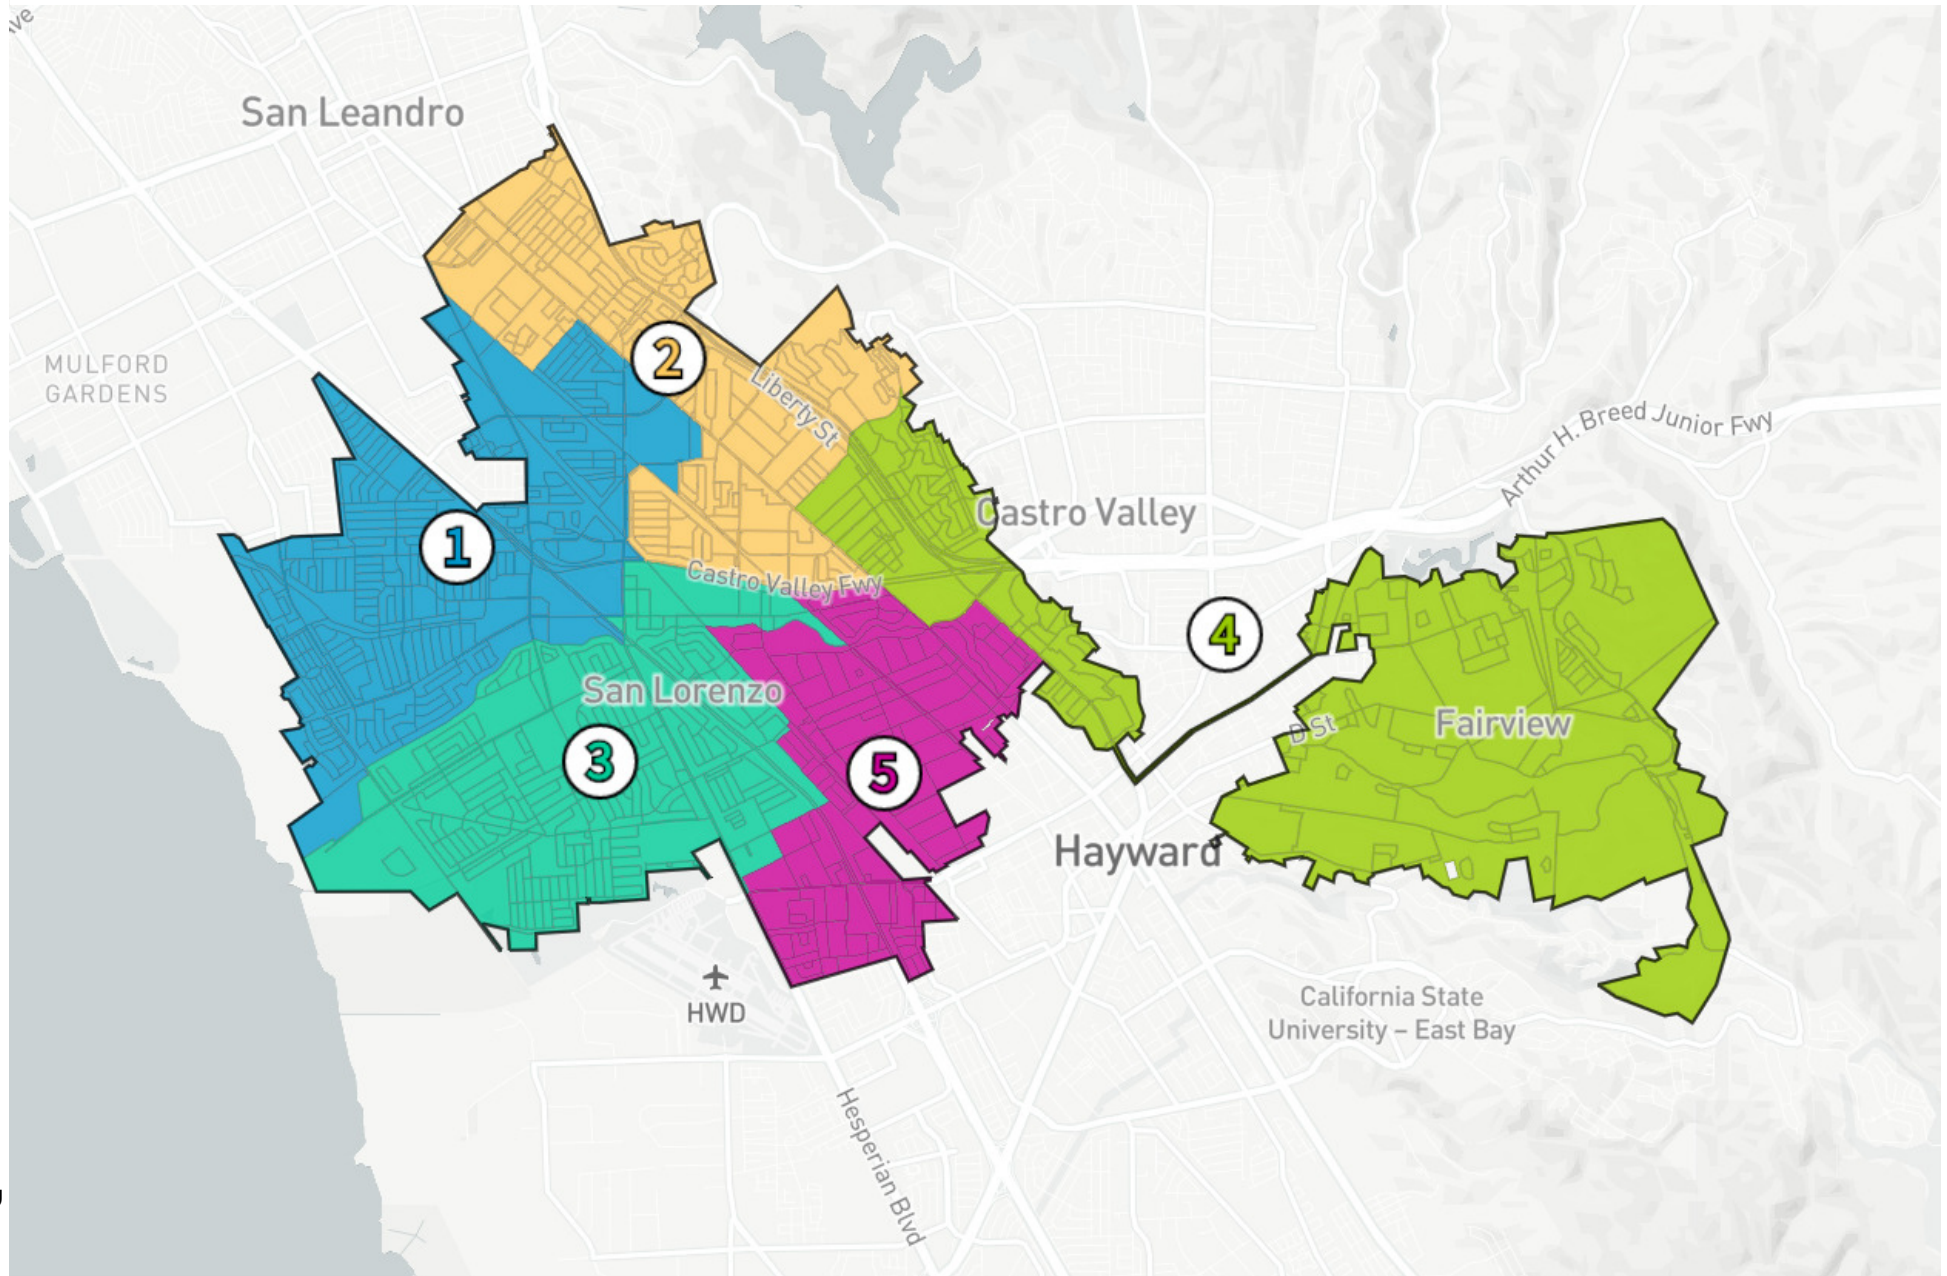 San Leandro
MULFORD
GARDENS
2
Liberty St
Arthur H. Breed Junior Fwy
Castro Valley
1
Castro Valley Fwy
4
San Lorenzo
Fairview
D St
3
5
Hayward
HWD
California State
University – East Bay
Hesperian Blvd